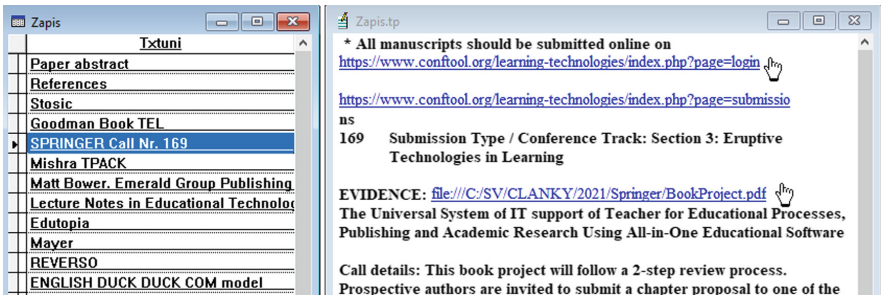 Zapis
Txtuni
Paper abstract
References
Stosic
Goodman Book TEL
SPRINGER Call Nr. 169
Mishra TPACK
Matt Bower. Emerald Group Publishing
Lecture Notes in Educational Technolo
Edutopia
Mayer
REVERSO
ENGLISH DUCK DUCK COM model
Zapis.tp
* All manuscripts should be submitted online on
https://www.conftool.org/learning-technologies/index.php?page=login
https://www.conftool.org/learning-technologies/index.php?page=submissio
ns
169 Submission Type / Conference Track: Section 3: Eruptive
Technologies in Learning
EVIDENCE: file:///C:/SV/CLANKY/2021/Springer/BookProject.pdf
The Universal System of IT support of Teacher for Educational Processes,
Publishing and Academic Research Using All-in-One Educational Software
Call details: This book project will follow a 2-step review process.
Prospective authors are invited to submit a chapter proposal to one of the